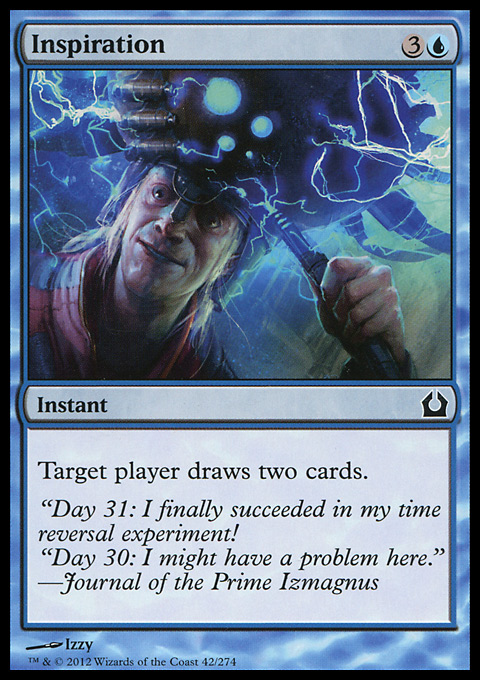 Inspiration 3
Instant
Target player draws two cards.
“Day 31: I finally succeeded in my time
reversal experiment!
“Day 30: I might have a problem here.”
—Journal of the Prime Izmagnus
Izzy
™ & © 2012 Wizards of the Coast 42/274